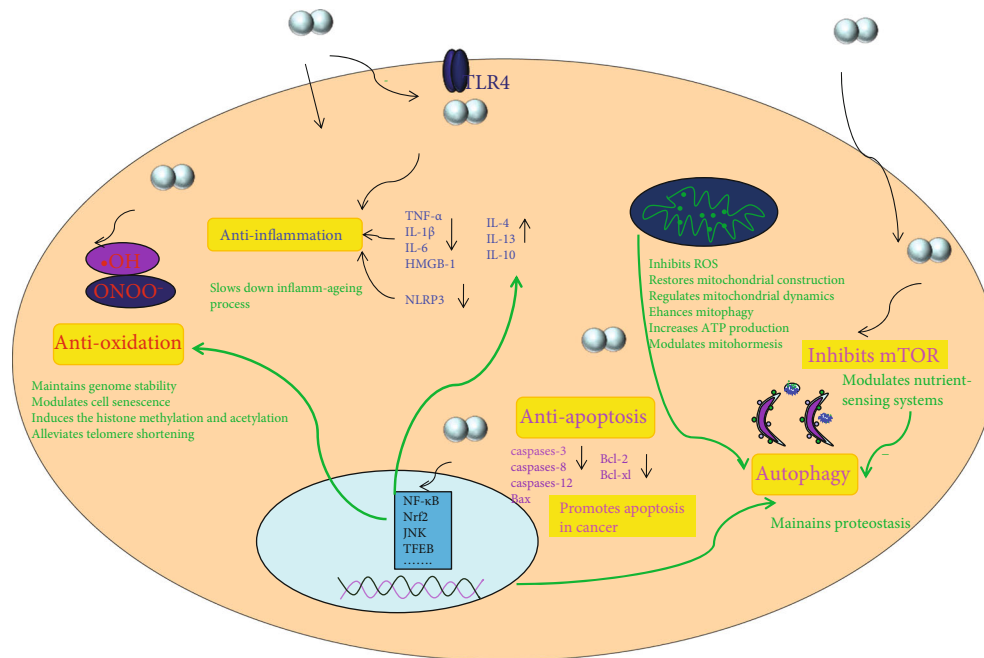 TLR4
Anti-inflammation
TNF-α
IL-1β
IL-6
HMGB-1
NLRP3
IL-4
IL-13
IL-10
Slows down inflamm-ageing
process
•OH
ONOO⁻
Anti-oxidation
Maintains genome stability
Modulates cell senescence
Induces the histone methylation and acetylation
Alleviates telomere shortening
Inhibits ROS
Restores mitochondrial construction
Regulates mitochondrial dynamics
Ehances mitophagy
Increases ATP production
Modulates mitohormesis
Inhibits mTOR
Modulates nutrient-
sensing systems
Anti-apoptosis
caspases-3
caspases-8
caspases-12
Bax
Bcl-2
Bcl-xl
Promotes apoptosis
in cancer
Autophagy
–
Mainains proteostasis
NF-κB
Nrf2
JNK
TFEB
.......